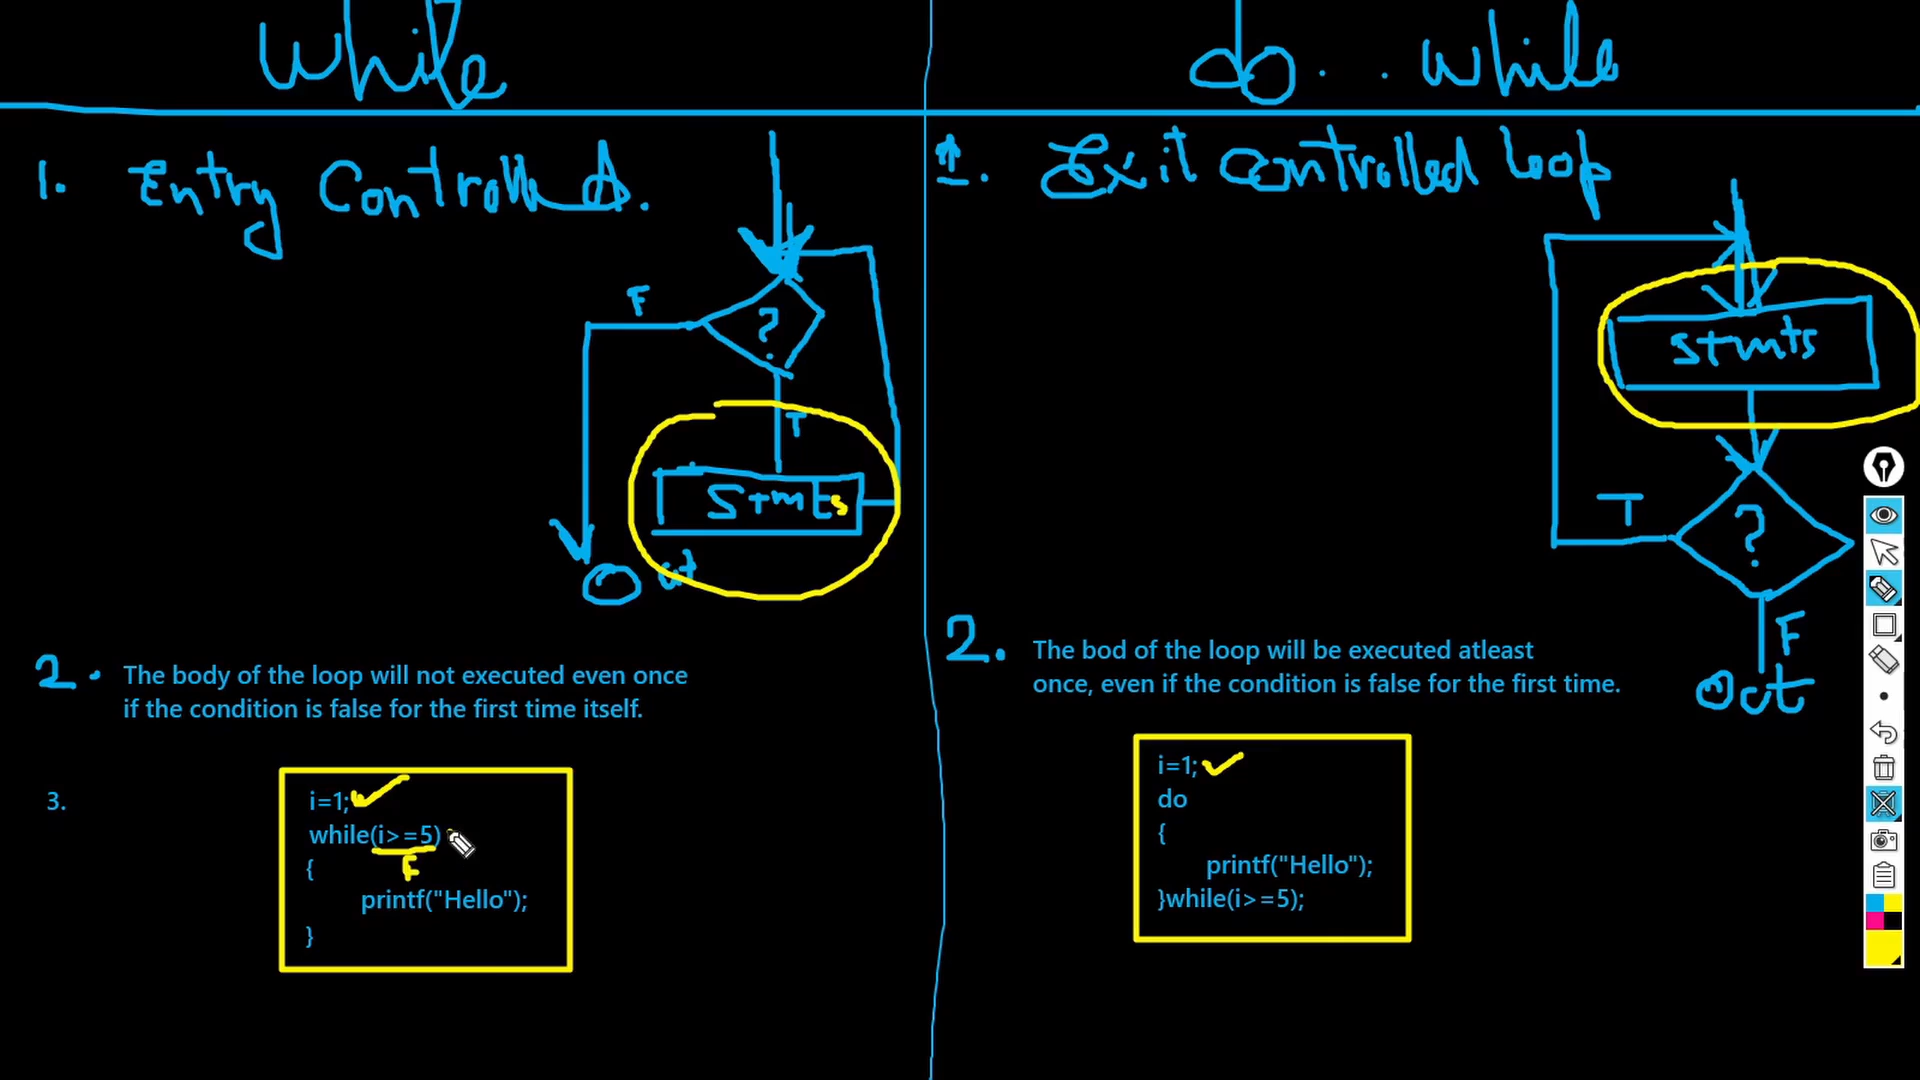 while
do . . while
1. Entry Controlled.
F
?
T
Stmts
out
2. The body of the loop will not executed even once
if the condition is false for the first time itself.
3.
i=1;
while(i>=5)
F
{
printf("Hello");
}
1. Exit controlled loop
stmts
T
?
F
Out
2. The bod of the loop will be executed atleast
once, even if the condition is false for the first time.
i=1;
do
{
printf("Hello");
}while(i>=5);